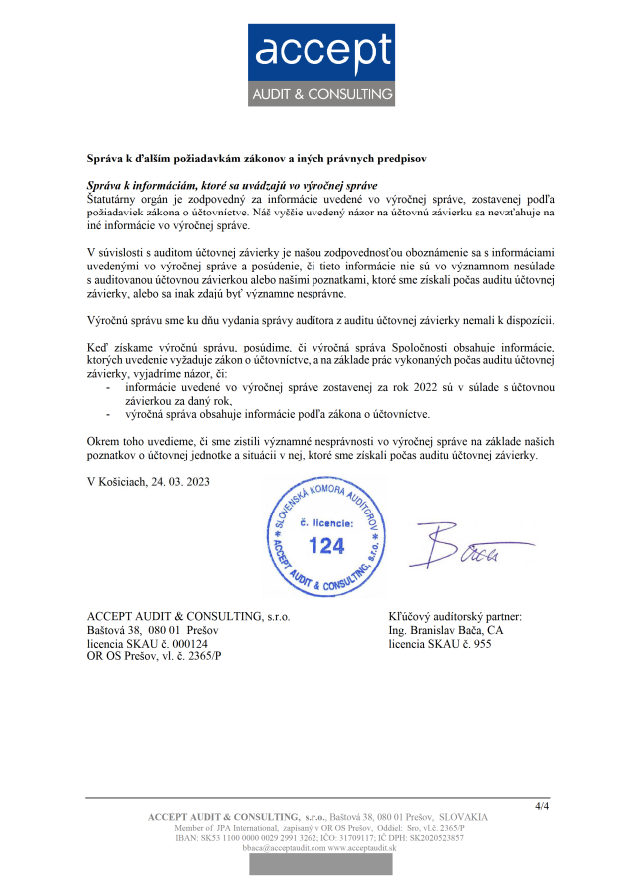 accept
AUDIT & CONSULTING
Správa k ďalším požiadavkám zákonov a iných právnych predpisov
Správa k informáciám, ktoré sa uvádzajú vo výročnej správe
Štatutárny orgán je zodpovedný za informácie uvedené vo výročnej správe, zostavenej podľa
požiadaviek zákona o účtovníctve. Náš vyššie uvedený názor na účtovnú závierku sa nevzťahuje na
iné informácie vo výročnej správe.
V súvislosti s auditom účtovnej závierky je našou zodpovednosťou oboznámenie sa s informáciami
uvedenými vo výročnej správe a posúdenie, či tieto informácie nie sú vo významnom nesúlade
s auditovanou účtovnou závierkou alebo našimi poznatkami, ktoré sme získali počas auditu účtovnej
závierky, alebo sa inak zdajú byť významne nesprávne.
Výročnú správu sme ku dňu vydania správy audítora z auditu účtovnej závierky nemali k dispozícii.
Keď získame výročnú správu, posúdime, či výročná správa Spoločnosti obsahuje informácie,
ktorých uvedenie vyžaduje zákon o účtovníctve, a na základe prác vykonaných počas auditu účtovnej
závierky, vyjadríme názor, či:
- informácie uvedené vo výročnej správe zostavenej za rok 2022 sú v súlade s účtovnou
závierkou za daný rok,
- výročná správa obsahuje informácie podľa zákona o účtovníctve.
Okrem toho uvedieme, či sme zistili významné nesprávnosti vo výročnej správe na základe našich
poznatkov o účtovnej jednotke a situácii v nej, ktoré sme získali počas auditu účtovnej závierky.
V Košiciach, 24. 03. 2023
* SLOVENSKÁ KOMORA AUDÍTOROV *
č. licencie:
124
ACCEPT AUDIT & CONSULTING, s.r.o.
ACCEPT AUDIT & CONSULTING, s.r.o.
Baštová 38, 080 01 Prešov
licencia SKAU č. 000124
OR OS Prešov, vl. č. 2365/P
Kľúčový audítorský partner:
Ing. Branislav Bača, CA
licencia SKAU č. 955
4/4
ACCEPT AUDIT & CONSULTING, s.r.o., Baštová 38, 080 01 Prešov, SLOVAKIA
Member of JPA International, zapísaný v OR OS Prešov, Oddiel: Sro, vl.č. 2365/P
IBAN: SK53 1100 0000 0029 2991 3262; IČO: 31709117; IČ DPH: SK2020523857
bbaca@acceptaudit.com www.acceptaudit.sk